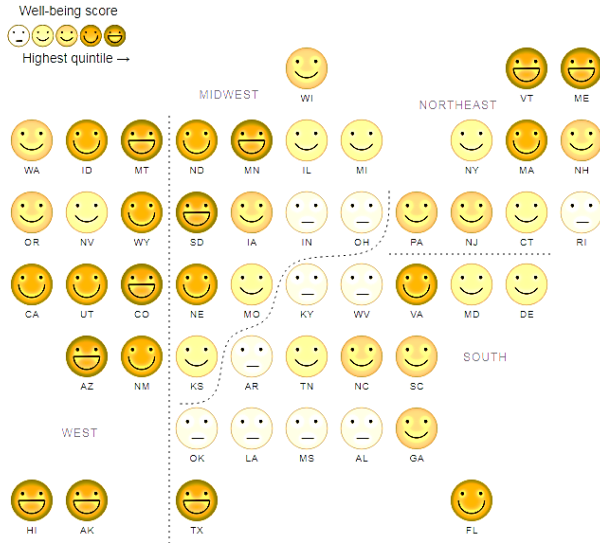 Well-being score
Highest quintile →
MIDWEST
WI
NORTHEAST
VT ME
WA ID MT ND MN IL MI NY MA NH
OR NV WY SD IA IN OH PA NJ CT RI
CA UT CO NE MO KY WV VA MD DE
AZ NM KS AR TN NC SC
SOUTH
WEST
OK LA MS AL GA
HI AK TX FL